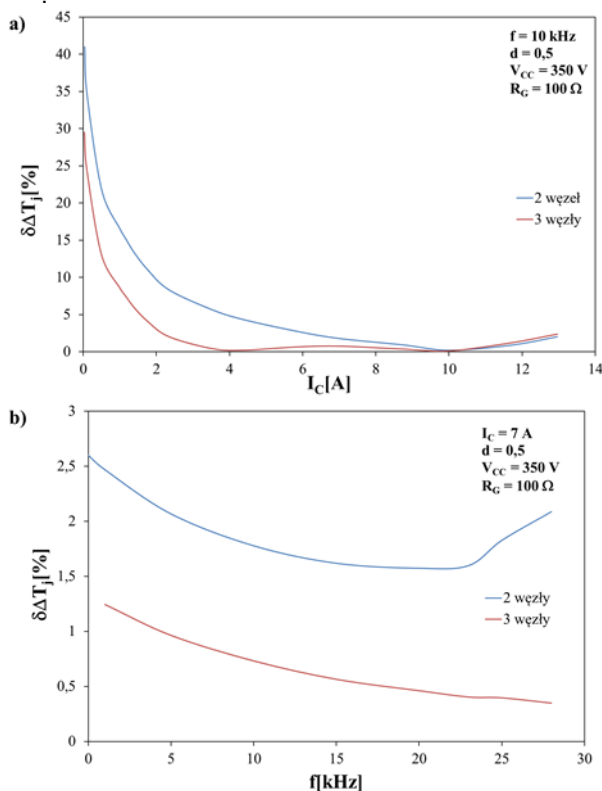 a)
45
40
35
30
25
20
15
10
5
0
δΔTj[%]
f = 10 kHz
d = 0,5
VCC = 350 V
RG = 100 Ω
2 węzeł
3 węzły
0 2 4 6 8 10 12 14
IC[A]
b)
3
2,5
2
1,5
1
0,5
0
δΔTj[%]
IC = 7 A
d = 0,5
VCC = 350 V
RG = 100 Ω
2 węzły
3 węzły
0 5 10 15 20 25 30
f[kHz]